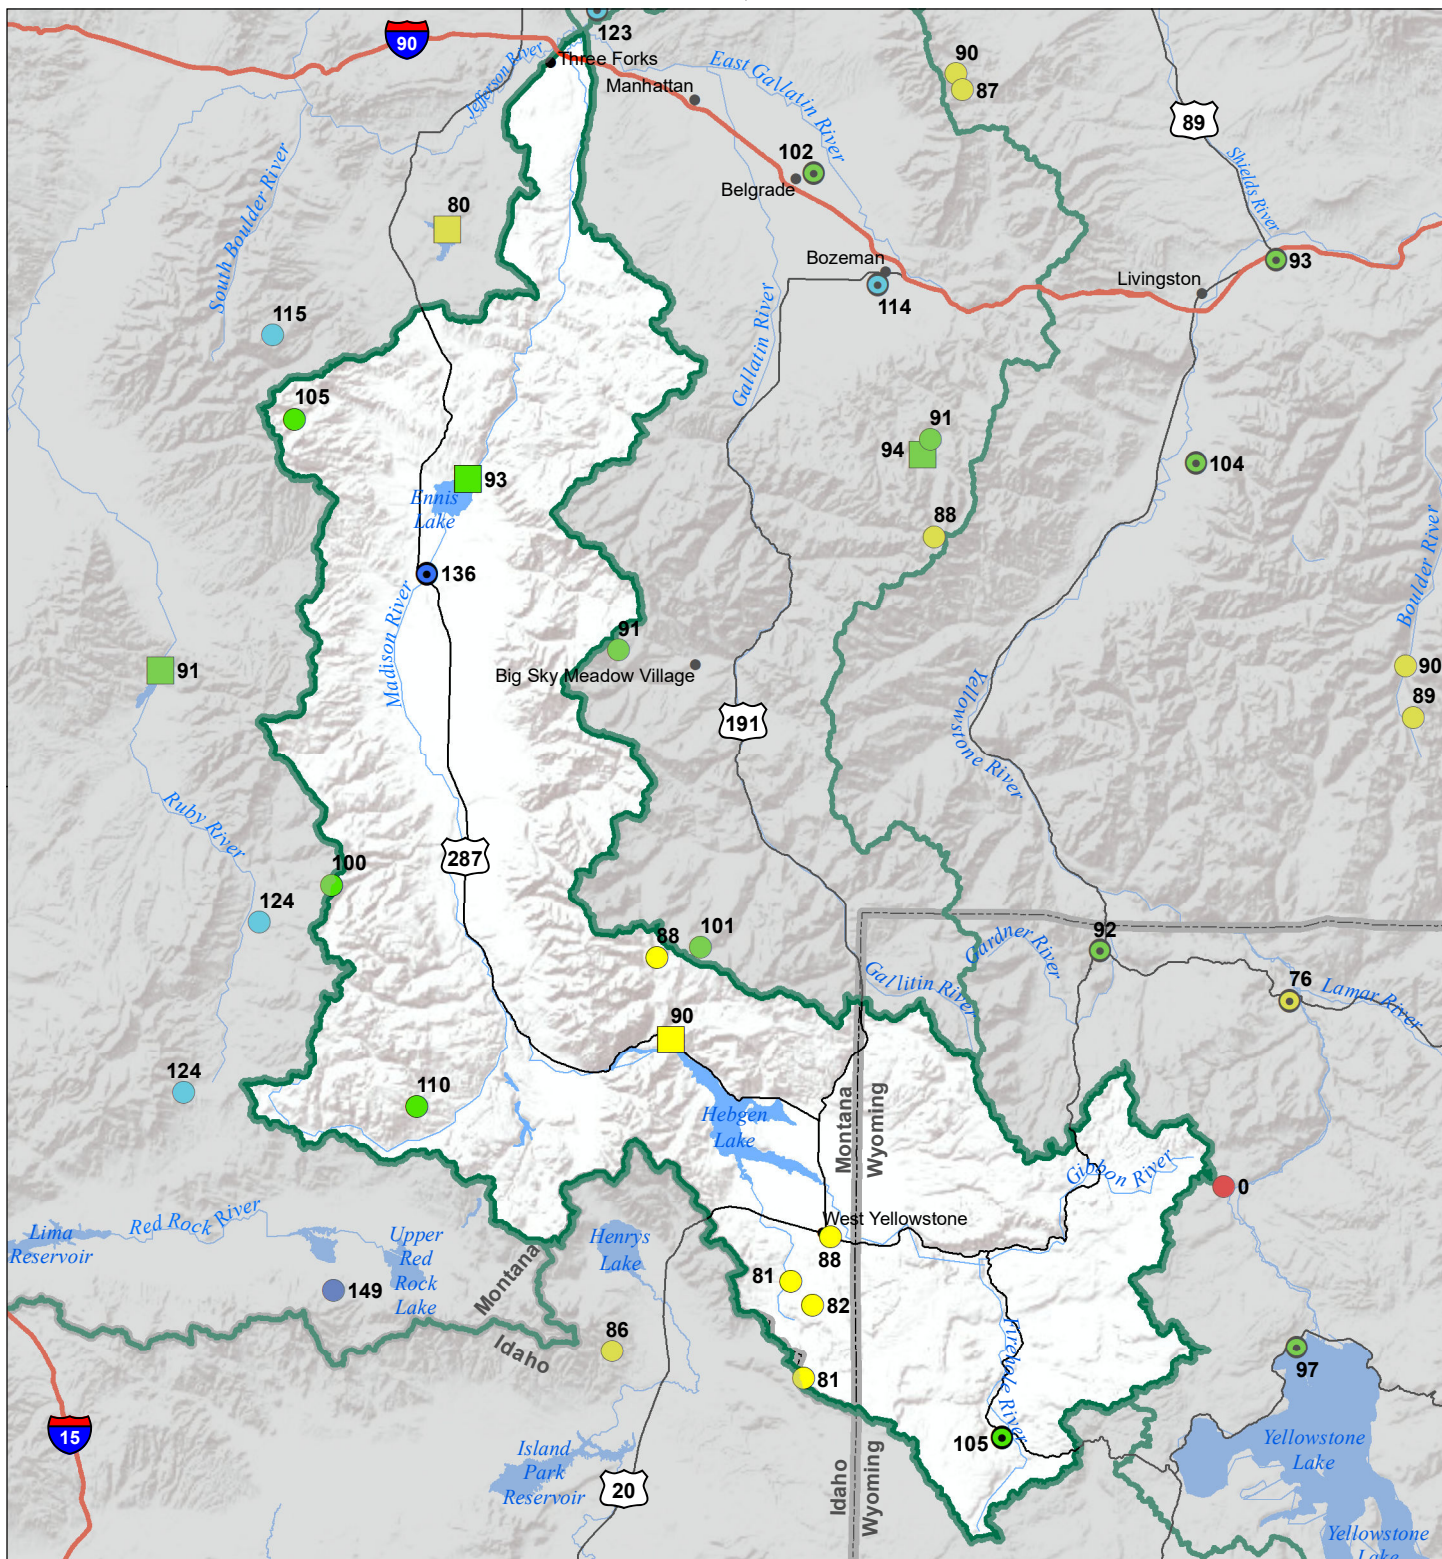 123
90
Jefferson River
Three Forks
Manhattan
East Gallatin River
90
87
89
Shields River
102
Belgrade
South Boulder River
80
Bozeman
114
Livingston
93
Gallatin River
115
105
91
94
93
Ennis
Lake
104
88
136
Boulder River
Madison River
91
91
Big Sky Meadow Village
90
89
191
Yellowstone River
Ruby River
287
100
124
88
101
92
Gardner River
Gallitin River
76
Lamar River
90
124
110
Hebgen
Lake
Montana
Wyoming
Gibbon River
0
Lima
Reservoir
Red Rock River
Upper
Red
Rock
Lake
Henrys
Lake
West Yellowstone
88
Montana
Idaho
149
81
82
86
Firehole River
97
81
15
Island
Park
Reservoir
20
Idaho
Wyoming
105
Yellowstone
Lake
Yellowstone
Lake